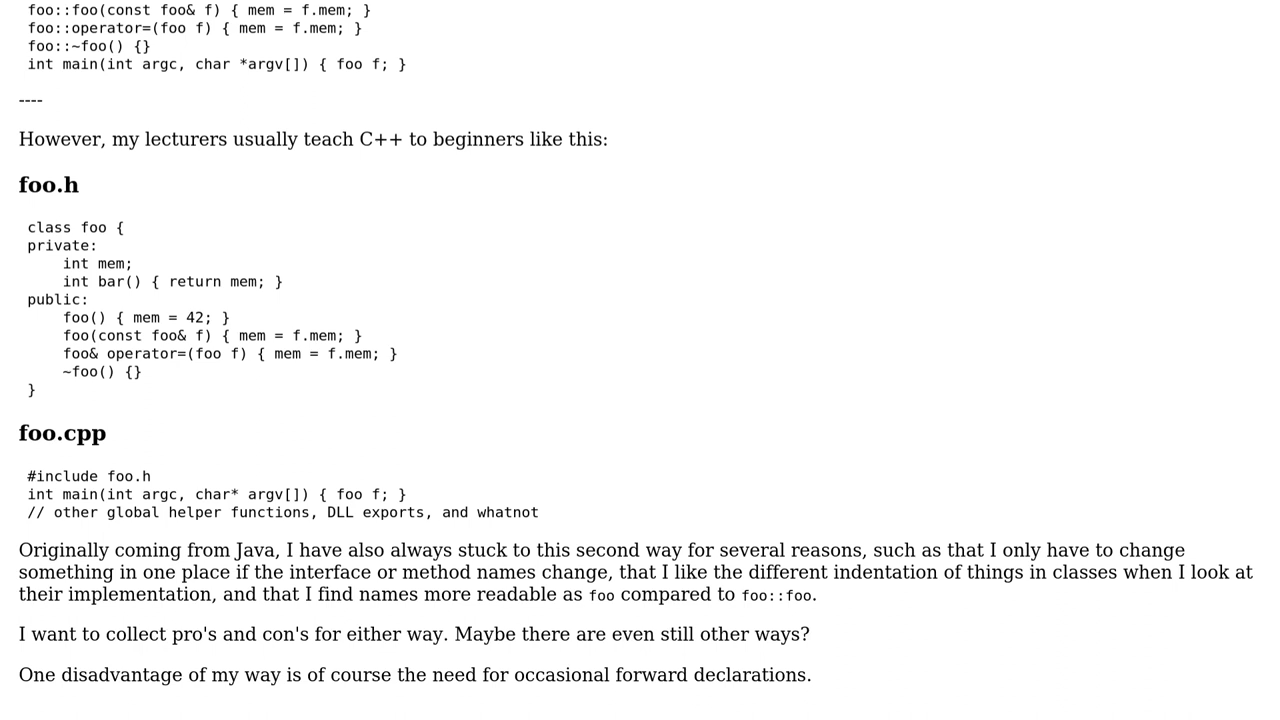 foo::foo(const foo& f) { mem = f.mem; }
foo::operator=(foo f) { mem = f.mem; }
foo::~foo() {}
int main(int argc, char *argv[]) { foo f; }
----
However, my lecturers usually teach C++ to beginners like this:
foo.h
class foo {
private:
    int mem;
    int bar() { return mem; }
public:
    foo() { mem = 42; }
    foo(const foo& f) { mem = f.mem; }
    foo& operator=(foo f) { mem = f.mem; }
    ~foo() {}
}
foo.cpp
#include foo.h
int main(int argc, char* argv[]) { foo f; }
// other global helper functions, DLL exports, and whatnot
Originally coming from Java, I have also always stuck to this second way for several reasons, such as that I only have to change
something in one place if the interface or method names change, that I like the different indentation of things in classes when I look at
their implementation, and that I find names more readable as foo compared to foo::foo.
I want to collect pro's and con's for either way. Maybe there are even still other ways?
One disadvantage of my way is of course the need for occasional forward declarations.